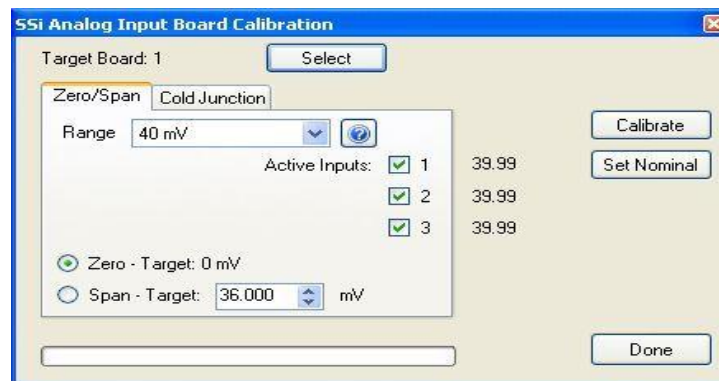 SSi Analog Input Board Calibration
Target Board: 1 Select
Zero/Span Cold Junction
Range 40 mV ?
Calibrate
Active Inputs: 1 39.99
Set Nominal
2 39.99
3 39.99
Zero - Target: 0 mV
Span - Target: 36.000 mV
Done